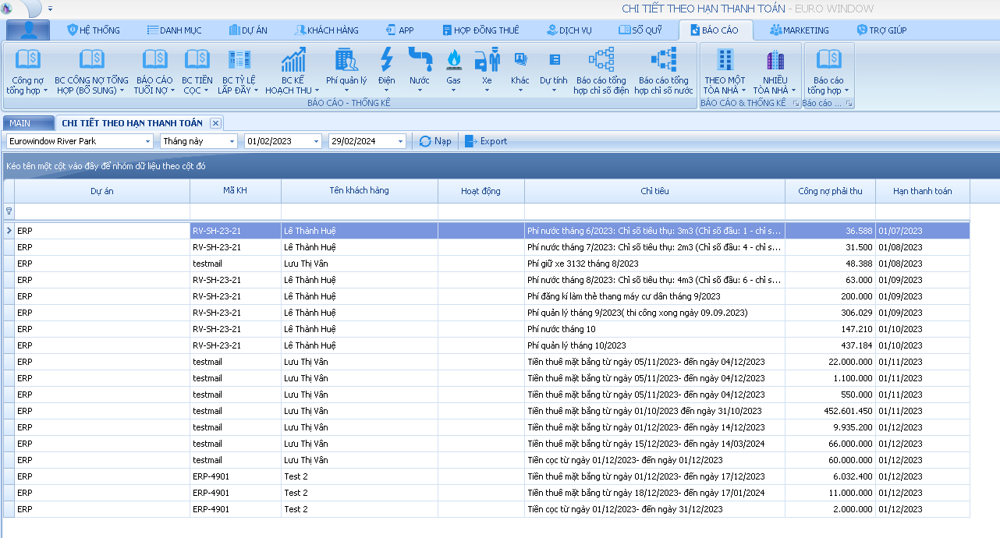 CHI TIẾT THEO HẠN THANH TOÁN - EURO WINDOW
HỆ THỐNG DANH MỤC DỰ ÁN KHÁCH HÀNG APP HỢP ĐỒNG THUÊ DỊCH VỤ SỔ QUỸ BÁO CÁO MARKETING TRỢ GIÚP
Công nợ tổng hợp
BC CÔNG NỢ TỔNG HỢP (BỔ SUNG)
BÁO CÁO TUỔI NỢ
BC TIỀN CỌC
BC TỶ LỆ LẤP ĐẦY
BC KẾ HOẠCH THU
Phí quản lý
Điện
Nước
Gas
Xe
Khác
Dự tính
Báo cáo tổng hợp chỉ số điện
Báo cáo tổng hợp chỉ số nước
THEO MỘT TÒA NHÀ
NHIỀU TÒA NHÀ
Báo cáo tổng hợp
BÁO CÁO - THỐNG KÊ
BÁO CÁO & THỐNG KÊ
Báo cáo ...
MAIN CHI TIẾT THEO HẠN THANH TOÁN
Eurowindow River Park Tháng này 01/02/2023 29/02/2024 Nạp Export
Kéo tên một cột vào đây để nhóm dữ liệu theo cột đó
Dự án Mã KH Tên khách hàng Hoạt động Chỉ tiêu Công nợ phải thu Hạn thanh toán
ERP RV-SH-23-21 Lê Thành Huệ Phí nước tháng 6/2023: Chỉ số tiêu thụ: 3m3 (Chỉ số đầu: 1 - chỉ s... 36.588 01/07/2023
ERP RV-SH-23-21 Lê Thành Huệ Phí nước tháng 7/2023: Chỉ số tiêu thụ: 2m3 (Chỉ số đầu: 4 - chỉ s... 31.500 01/08/2023
ERP testmail Lưu Thị Vân Phí giữ xe 3132 tháng 8/2023 48.388 01/08/2023
ERP RV-SH-23-21 Lê Thành Huệ Phí nước tháng 8/2023: Chỉ số tiêu thụ: 4m3 (Chỉ số đầu: 6 - chỉ s... 63.000 01/09/2023
ERP RV-SH-23-21 Lê Thành Huệ Phí đăng kí làm thẻ thang máy cư dân tháng 9/2023 200.000 01/09/2023
ERP RV-SH-23-21 Lê Thành Huệ Phí quản lý tháng 9/2023( thi công xong ngày 09.09.2023) 306.029 01/09/2023
ERP RV-SH-23-21 Lê Thành Huệ Phí nước tháng 10 147.210 01/10/2023
ERP RV-SH-23-21 Lê Thành Huệ Phí quản lý tháng 10/2023 437.184 01/10/2023
ERP testmail Lưu Thị Vân Tiền thuê mặt bằng từ ngày 05/11/2023- đến ngày 04/12/2023 22.000.000 01/11/2023
ERP testmail Lưu Thị Vân Tiền thuê mặt bằng từ ngày 05/11/2023- đến ngày 04/12/2023 1.100.000 01/11/2023
ERP testmail Lưu Thị Vân Tiền thuê mặt bằng từ ngày 05/11/2023- đến ngày 04/12/2023 550.000 01/11/2023
ERP testmail Lưu Thị Vân Tiền thuê mặt bằng từ ngày 01/10/2023 đến ngày 31/10/2023 452.601.450 01/11/2023
ERP testmail Lưu Thị Vân Tiền thuê mặt bằng từ ngày 01/12/2023- đến ngày 14/12/2023 9.935.200 01/12/2023
ERP testmail Lưu Thị Vân Tiền thuê mặt bằng từ ngày 15/12/2023- đến ngày 14/03/2024 66.000.000 01/12/2023
ERP testmail Lưu Thị Vân Tiền cọc từ ngày 01/12/2023- đến ngày 01/12/2023 60.000.000 01/12/2023
ERP ERP-4901 Test 2 Tiền thuê mặt bằng từ ngày 01/12/2023- đến ngày 17/12/2023 6.032.400 01/12/2023
ERP ERP-4901 Test 2 Tiền thuê mặt bằng từ ngày 18/12/2023- đến ngày 17/01/2024 11.000.000 01/12/2023
ERP ERP-4901 Test 2 Tiền cọc từ ngày 01/12/2023- đến ngày 31/12/2023 2.000.000 01/12/2023